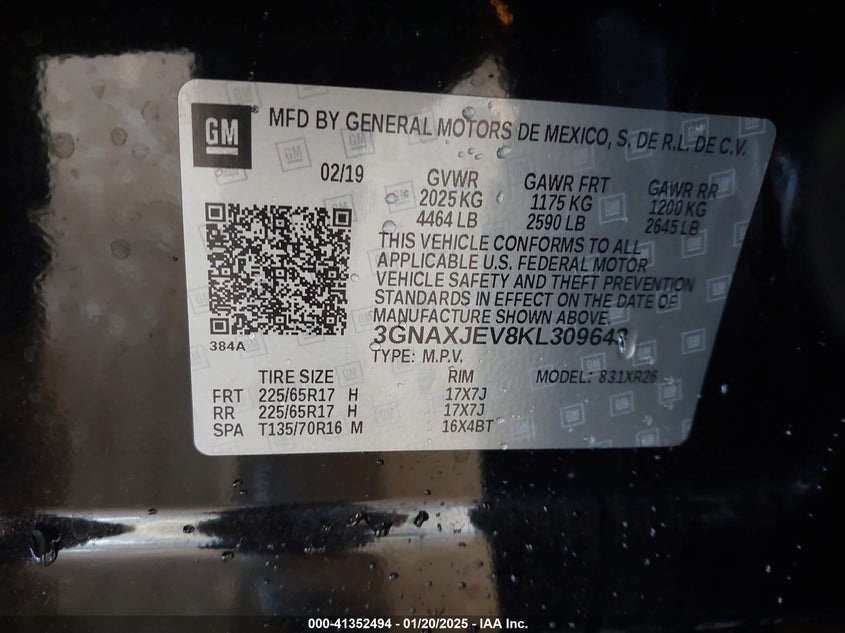 GM
MFD BY GENERAL MOTORS DE MEXICO, S. DE R.L. DE C.V.
02/19
GVWR GAWR FRT GAWR RR
2025 KG 1175 KG 1200 KG
4464 LB 2590 LB 2645 LB
THIS VEHICLE CONFORMS TO ALL
APPLICABLE U.S. FEDERAL MOTOR
VEHICLE SAFETY AND THEFT PREVENTION
STANDARDS IN EFFECT ON THE DATE OF
MANUFACTURE SHOWN ABOVE.
3GNAXJEV8KL309643
384A
TYPE: M.P.V.
TIRE SIZE RIM MODEL: 831XR26
FRT 225/65R17 H 17X7J
RR 225/65R17 H 17X7J
SPA T135/70R16 M 16X4BT
000-41352494 - 01/20/2025 - IAA Inc.